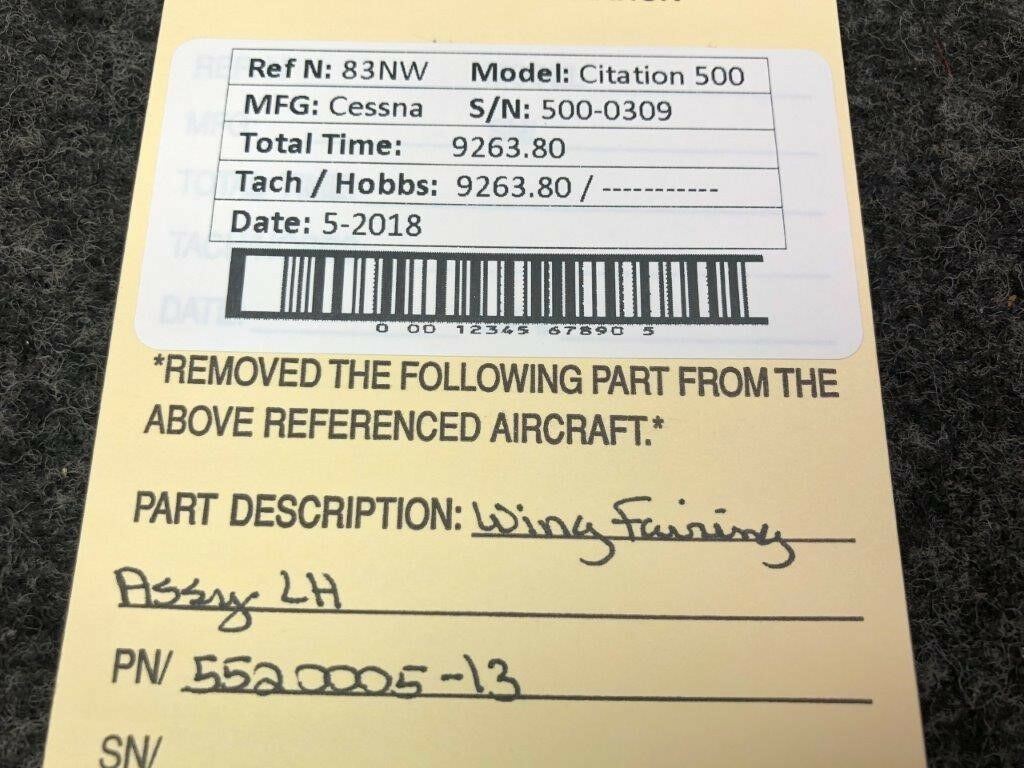 Ref N: 83NW Model: Citation 500
MFG: Cessna S/N: 500-0309
Total Time: 9263.80
Tach / Hobbs: 9263.80 / -----------
Date: 5-2018
0 00 12345 67890 5
*REMOVED THE FOLLOWING PART FROM THE
ABOVE REFERENCED AIRCRAFT.*
PART DESCRIPTION: Wing Fairing
Assy LH
PN/ 5520005-13
SN/